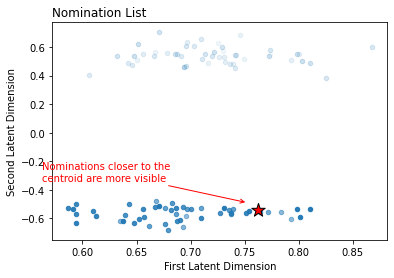 Nomination List
Second Latent Dimension
0.6
0.4
0.2
0.0
−0.2
−0.4
−0.6
Nominations closer to the
centroid are more visible
0.60
0.65
0.70
0.75
0.80
0.85
First Latent Dimension